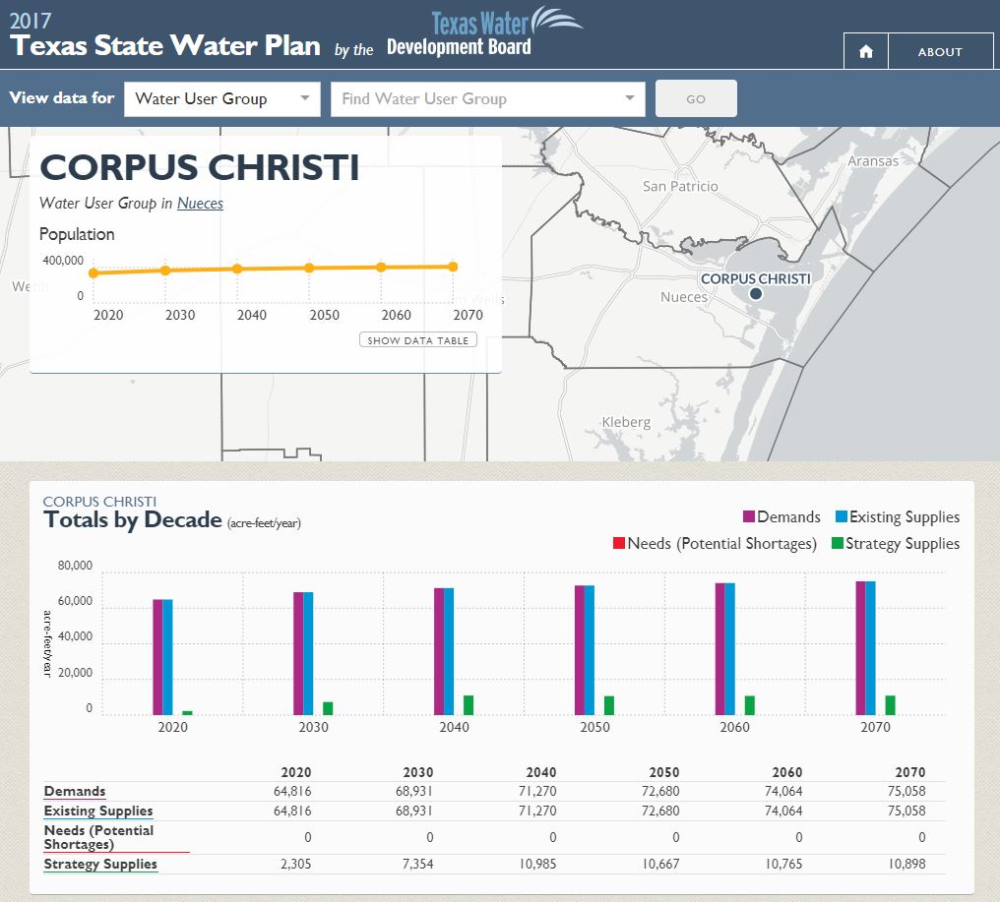 2017
Texas State Water Plan by the Texas Water Development Board
ABOUT
View data for Water User Group Find Water User Group GO
CORPUS CHRISTI
Water User Group in Nueces
Population
400,000
0
2020 2030 2040 2050 2060 2070
SHOW DATA TABLE
Aransas
San Patricio
CORPUS CHRISTI
Nueces
Kleberg
CORPUS CHRISTI
Totals by Decade (acre-feet/year)
Demands Existing Supplies
Needs (Potential Shortages) Strategy Supplies
80,000
60,000
40,000
20,000
0
acre-feet/year
2020 2030 2040 2050 2060 2070
2020 2030 2040 2050 2060 2070
Demands 64,816 68,931 71,270 72,680 74,064 75,058
Existing Supplies 64,816 68,931 71,270 72,680 74,064 75,058
Needs (Potential
Shortages) 0 0 0 0 0 0
Strategy Supplies 2,305 7,354 10,985 10,667 10,765 10,898